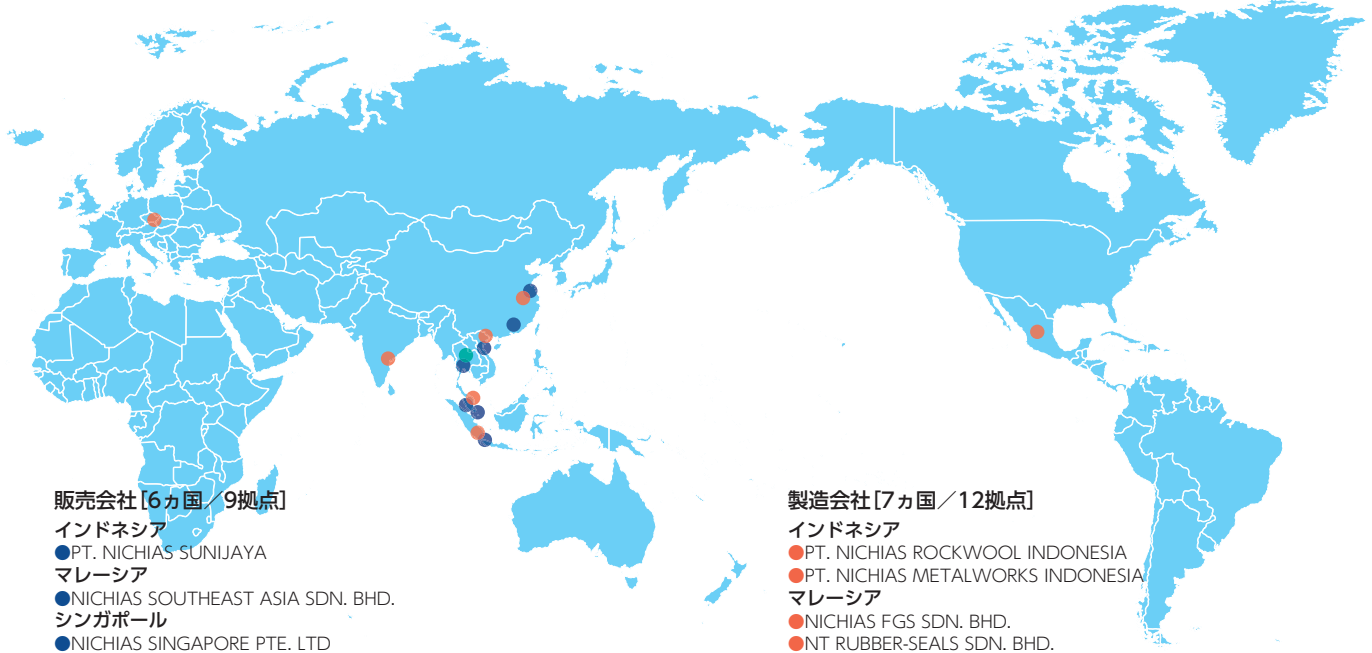 販売会社[6ヵ国／9拠点]
インドネシア
●PT. NICHIAS SUNIJAYA
マレーシア
●NICHIAS SOUTHEAST ASIA SDN. BHD.
シンガポール
●NICHIAS SINGAPORE PTE. LTD
製造会社[7ヵ国／12拠点]
インドネシア
●PT. NICHIAS ROCKWOOL INDONESIA
●PT. NICHIAS METALWORKS INDONESIA
マレーシア
●NICHIAS FGS SDN. BHD.
●NT RUBBER-SEALS SDN. BHD.